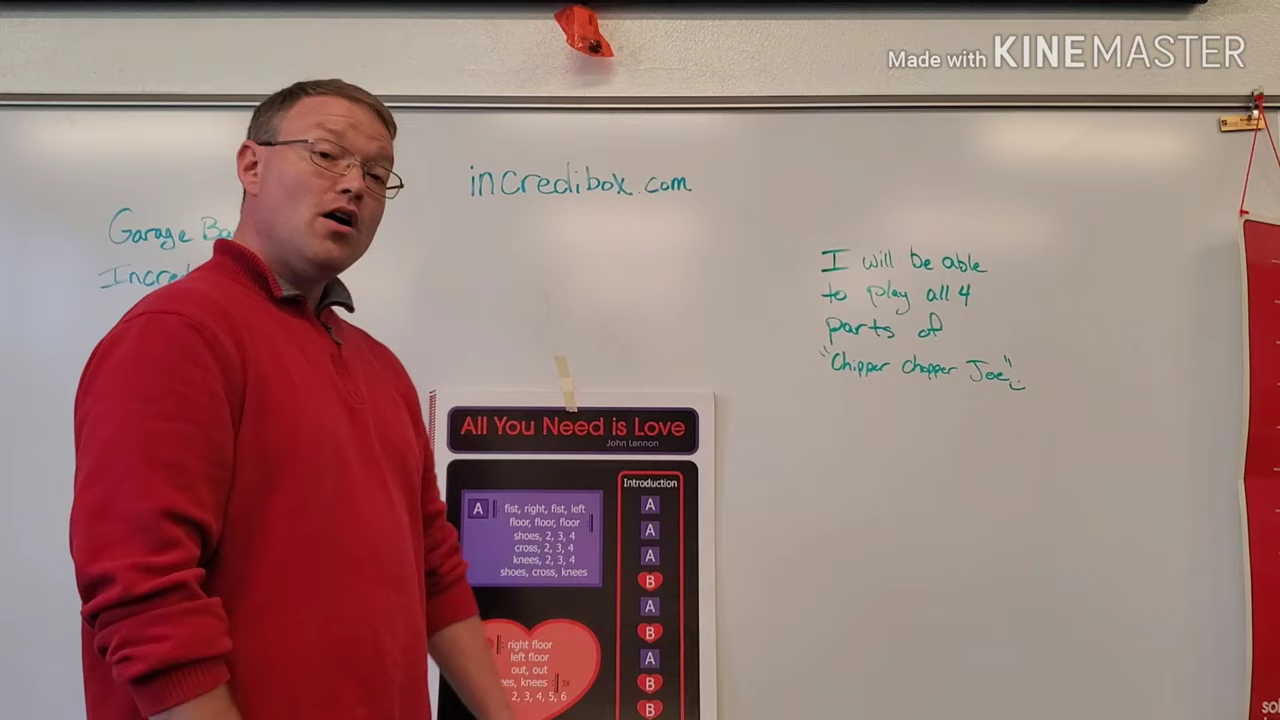 Made with KINEMASTER
incredibox.com
Garage
I will be able
to play all 4
parts of
"Chipper Chopper Joe".
All You Need is Love
John Lennon
Introduction
A
fist, right, fist, left
floor, floor, floor
shoes, 2, 3, 4
cross, 2, 3, 4
knees, 2, 3, 4
shoes, cross, knees
right floor
left floor
out, out
knees 3X
2, 3, 4, 5, 6
A
A
A
B
A
B
A
B
B